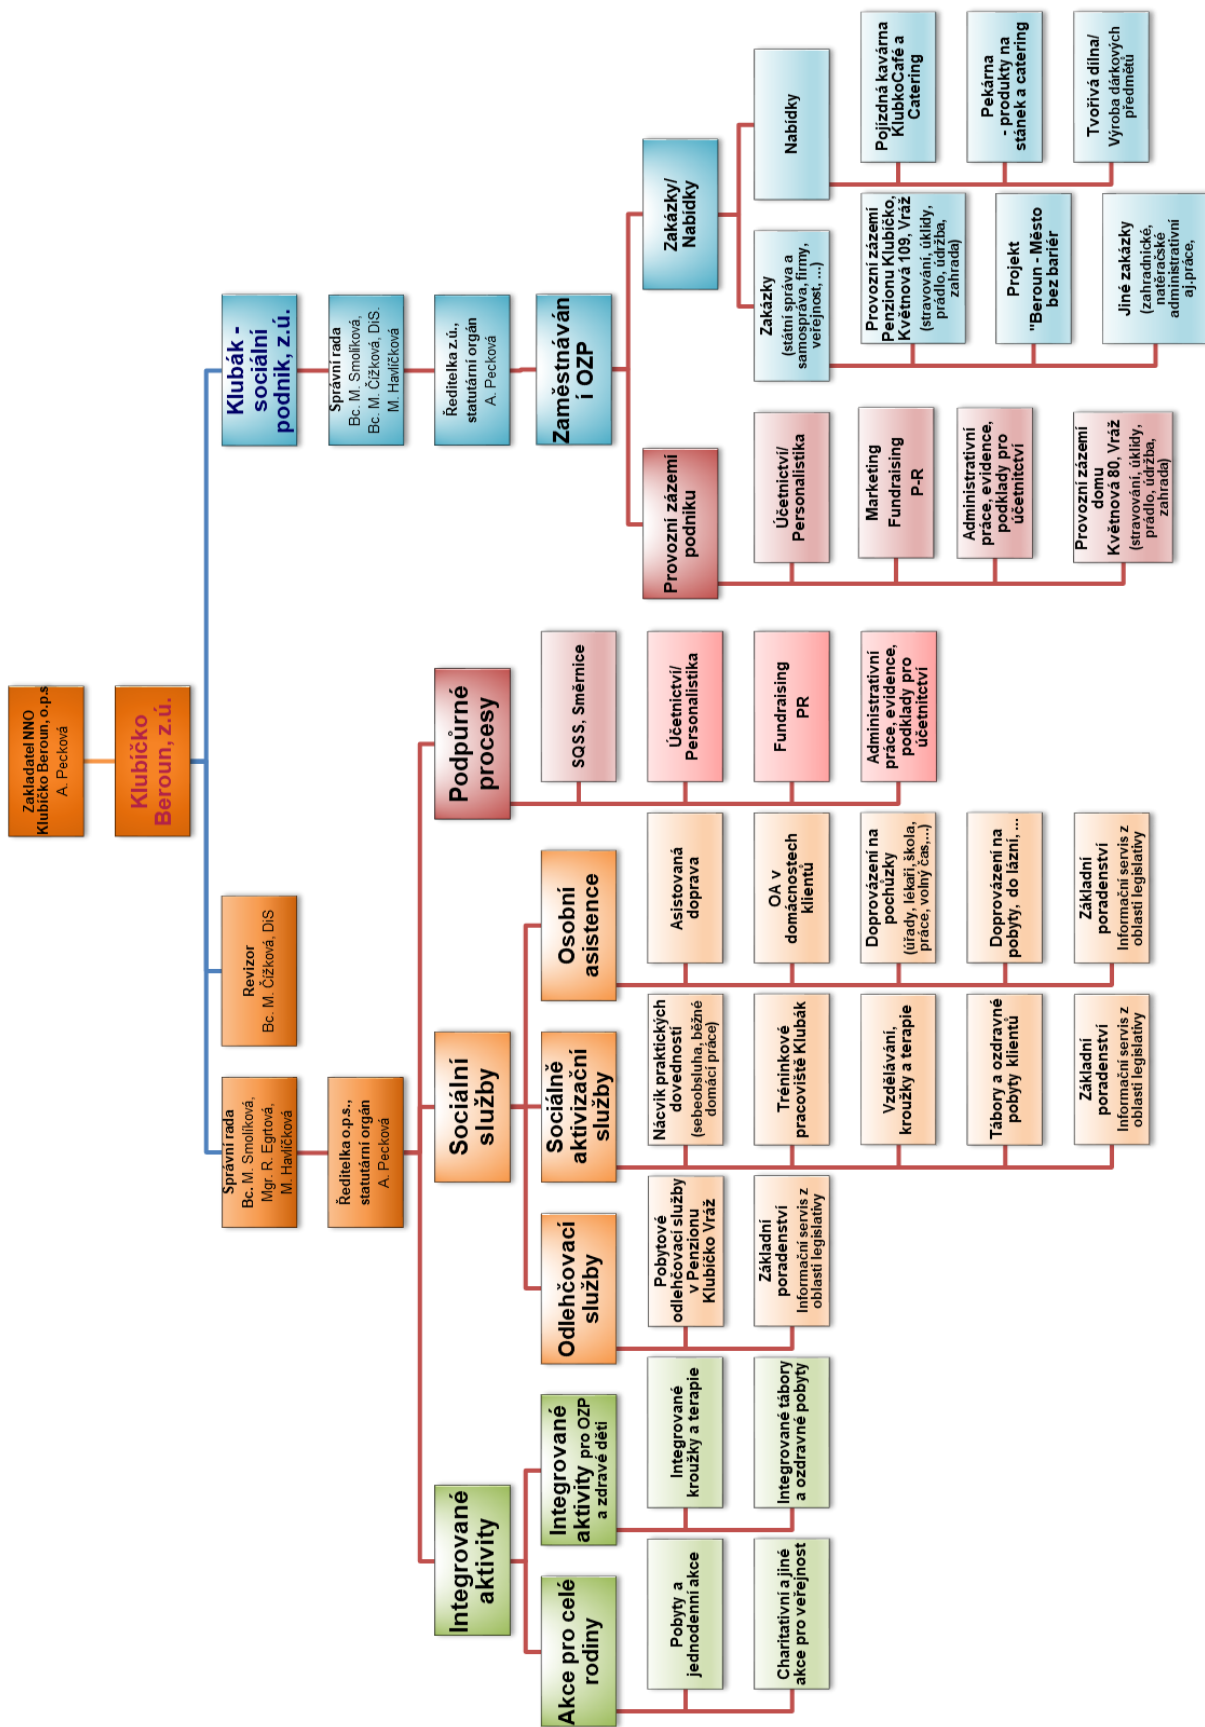 Zakladatel NNO
Klubíčko Beroun, o.p.s
A. Pecková
Klubíčko
Beroun, z.ú.
Správní rada
Bc. M. Smolíková,
Mgr. R. Egrtová,
M. Havlíčková
Revizor
Bc. M. Čížková, DiS
Klubák -
sociální
podnik, z.ú.
Ředitelka o.p.s.,
statutární orgán
A. Pecková
Správní rada
Bc. M. Smolíková,
Bc. M. Čížková, DiS.
M. Havlíčková
Integrované
aktivity
Sociální
služby
Podpůrné
procesy
Ředitelka z.ú.,
statutární orgán
A. Pecková
Akce pro celé
rodiny
Integrované
aktivity pro OZP
a zdravé děti
Odlehčovací
služby
Sociálně
aktivizační
služby
Osobní
asistence
SQSS, Směrnice
Zaměstnáván
í OZP
Pobyty a
jednodenní akce
Integrované
kroužky a terapie
Pobytové
odlehčovací služby
v Penzionu
Klubíčko Vráž
Nácvik praktických
dovedností
(sebeobsluha, běžné
domácí práce)
Asistovaná
doprava
Účetnictví/
Personalistika
Provozní zázemí
podniku
Zakázky/
Nabídky
Charitativní a jiné
akce pro veřejnost
Integrované tábory
a ozdravné pobyty
Základní
poradenství
Informační servis z
oblasti legislatívy
Tréninkové
pracoviště Klubák
OA v
domácnostech
klientů
Fundraising
PR
Účetnictví/
Personalistika
Zakázky
(státní správa a
samospráva, firmy,
veřejnost, ...)
Nabídky
Vzdělávání,
kroužky a terapie
Doprovázení na
pochůzky
(úřady, lékaři, škola,
práce, volný čas,...)
Administrativní
práce, evidence,
podklady pro
účetnitctví
Marketing
Fundraising
P-R
Provozní zázemí
Penzionu Klubíčko,
Květnová 109, Vráž
(stravování, úklidy,
prádlo, údržba,
zahrada)
Pojízdná kavárna
KlubkoCafé a
Catering
Tábory a ozdravné
pobyty klientů
Doprovázení na
pobyty, do lázní, ...
Administrativní
práce, evidence,
podklady pro
účetnitctví
Projekt
"Beroun - Město
bez bariér
Pekárna
- produkty na
stánek a catering
Základní
poradenství
Informační servis z
oblasti legislatívy
Základní
poradenství
Informační servis z
oblasti legislatívy
Provozní zázemí
domu
Květnová 80, Vráž
(stravování, úklidy,
prádlo, údržba,
zahrada)
Jiné zakázky
(zahradnické,
natěračské
administrativní
aj.práce,
Tvořivá dílna/
Výroba dárkových
předmětů